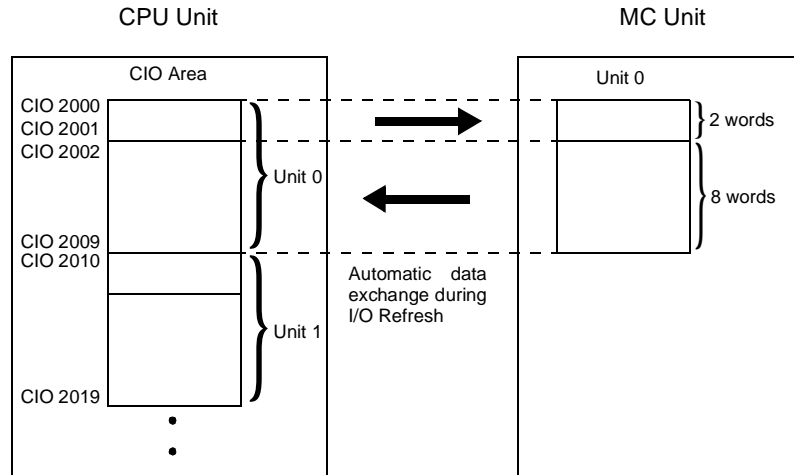 CPU Unit
MC Unit
CIO Area
Unit 0
CIO 2000
CIO 2001
CIO 2002
2 words
Unit 0
8 words
CIO 2009
CIO 2010
Automatic data
exchange during
I/O Refresh
Unit 1
CIO 2019